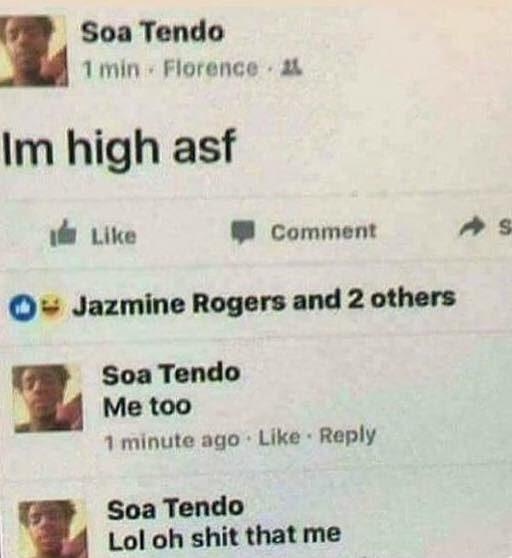 Soa Tendo
1 min · Florence ·
Im high asf
Like Comment S
Jazmine Rogers and 2 others
Soa Tendo
Me too
1 minute ago · Like · Reply
Soa Tendo
Lol oh shit that me